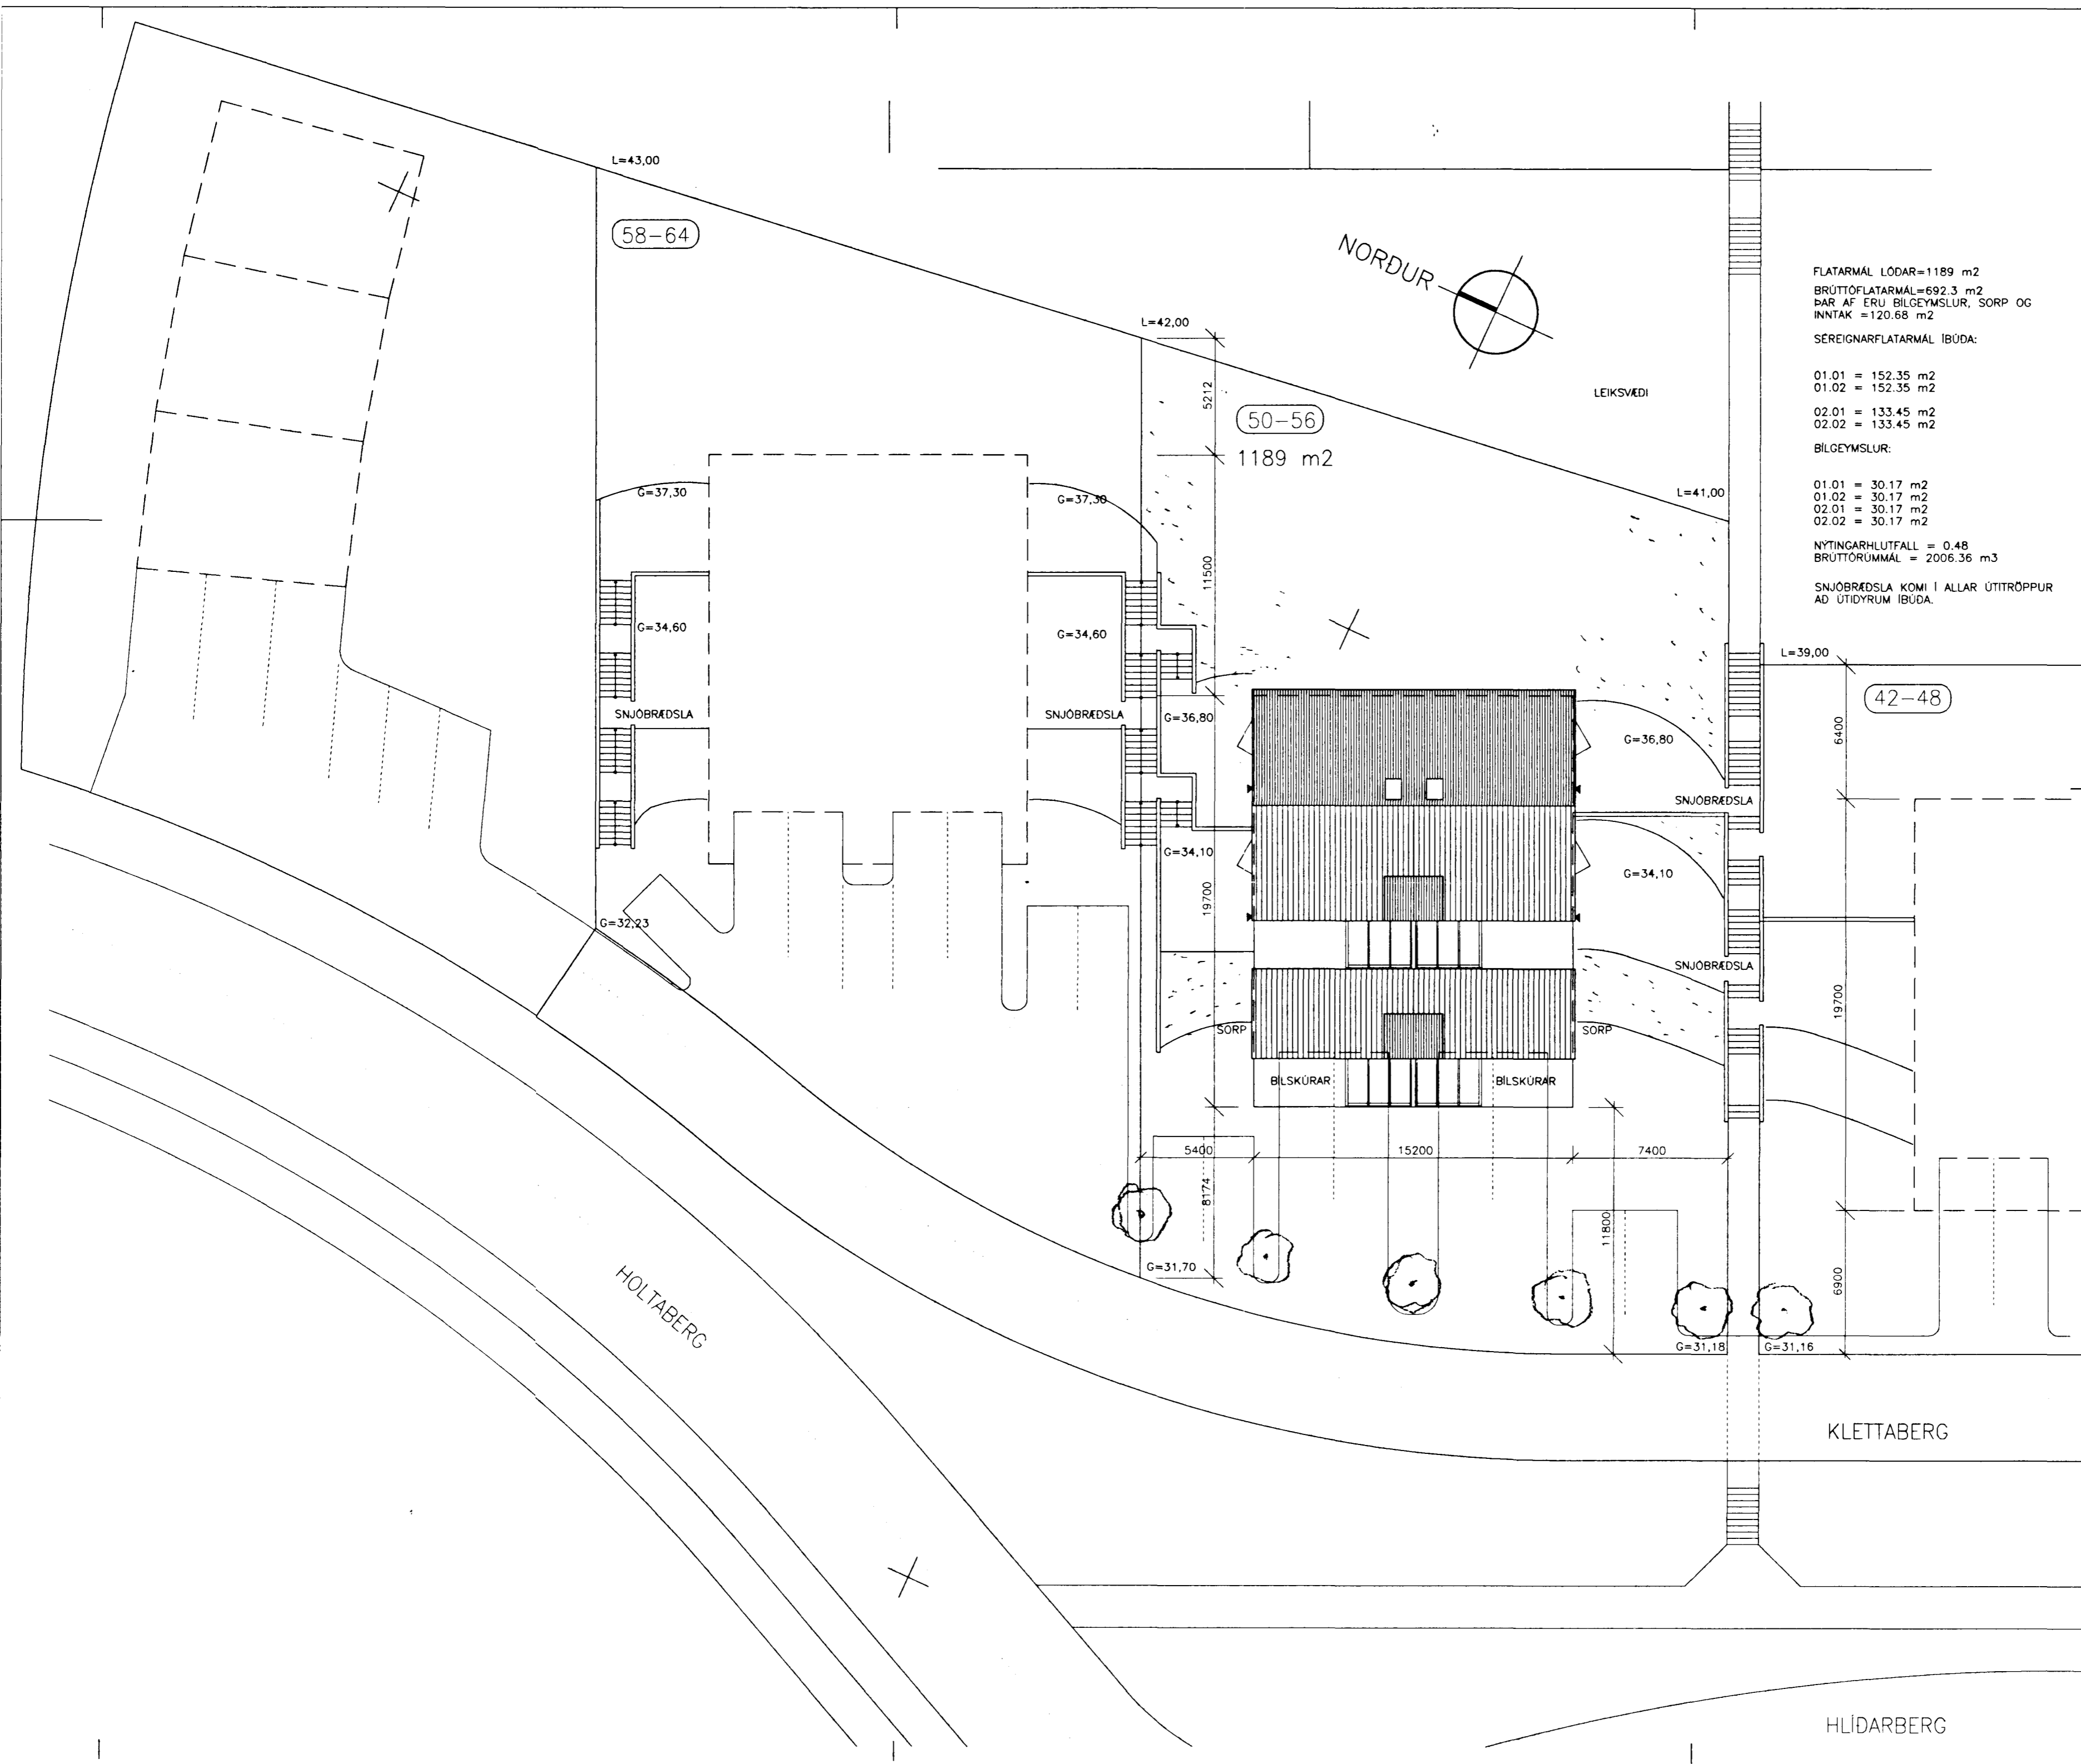 L=43,00
58-64
NORÐUR
FLATARMÁL LÓÐAR=1189 m2
BRÚTTÓFLATARMÁL=692.3 m2
ÞAR AF ERU BÍLGEYMSLUR, SORP OG
INNTAK =120.68 m2
SÉREIGNARFLATARMÁL ÍBÚÐA:
01.01 = 152.35 m2
01.02 = 152.35 m2
02.01 = 133.45 m2
02.02 = 133.45 m2
BÍLGEYMSLUR:
01.01 = 30.17 m2
01.02 = 30.17 m2
02.01 = 30.17 m2
02.02 = 30.17 m2
NÝTINGARHLUTFALL = 0.48
BRÚTTÓRÚMMÁL = 2006.36 m3
SNJÓBRÆÐSLA KOMI Í ALLAR ÚTITRÖPPUR
AÐ ÚTIDYRUM ÍBÚÐA.
L=42,00
5212
LEIKSVÆÐI
50-56
1189 m2
L=41,00
G=37,30
G=37,30
11500
G=34,60
G=34,60
L=39,00
42-48
SNJÓBRÆÐSLA
SNJÓBRÆÐSLA
G=36,80
G=36,80
6400
SNJÓBRÆÐSLA
G=34,10
G=34,10
19700
G=32,23
SNJÓBRÆÐSLA
19700
SORP
SORP
BÍLSKÚRAR
BÍLSKÚRAR
5400
15200
7400
8174
11800
G=31,70
6900
HOLTABERG
G=31,18
G=31,16
KLETTABERG
HLÍÐARBERG